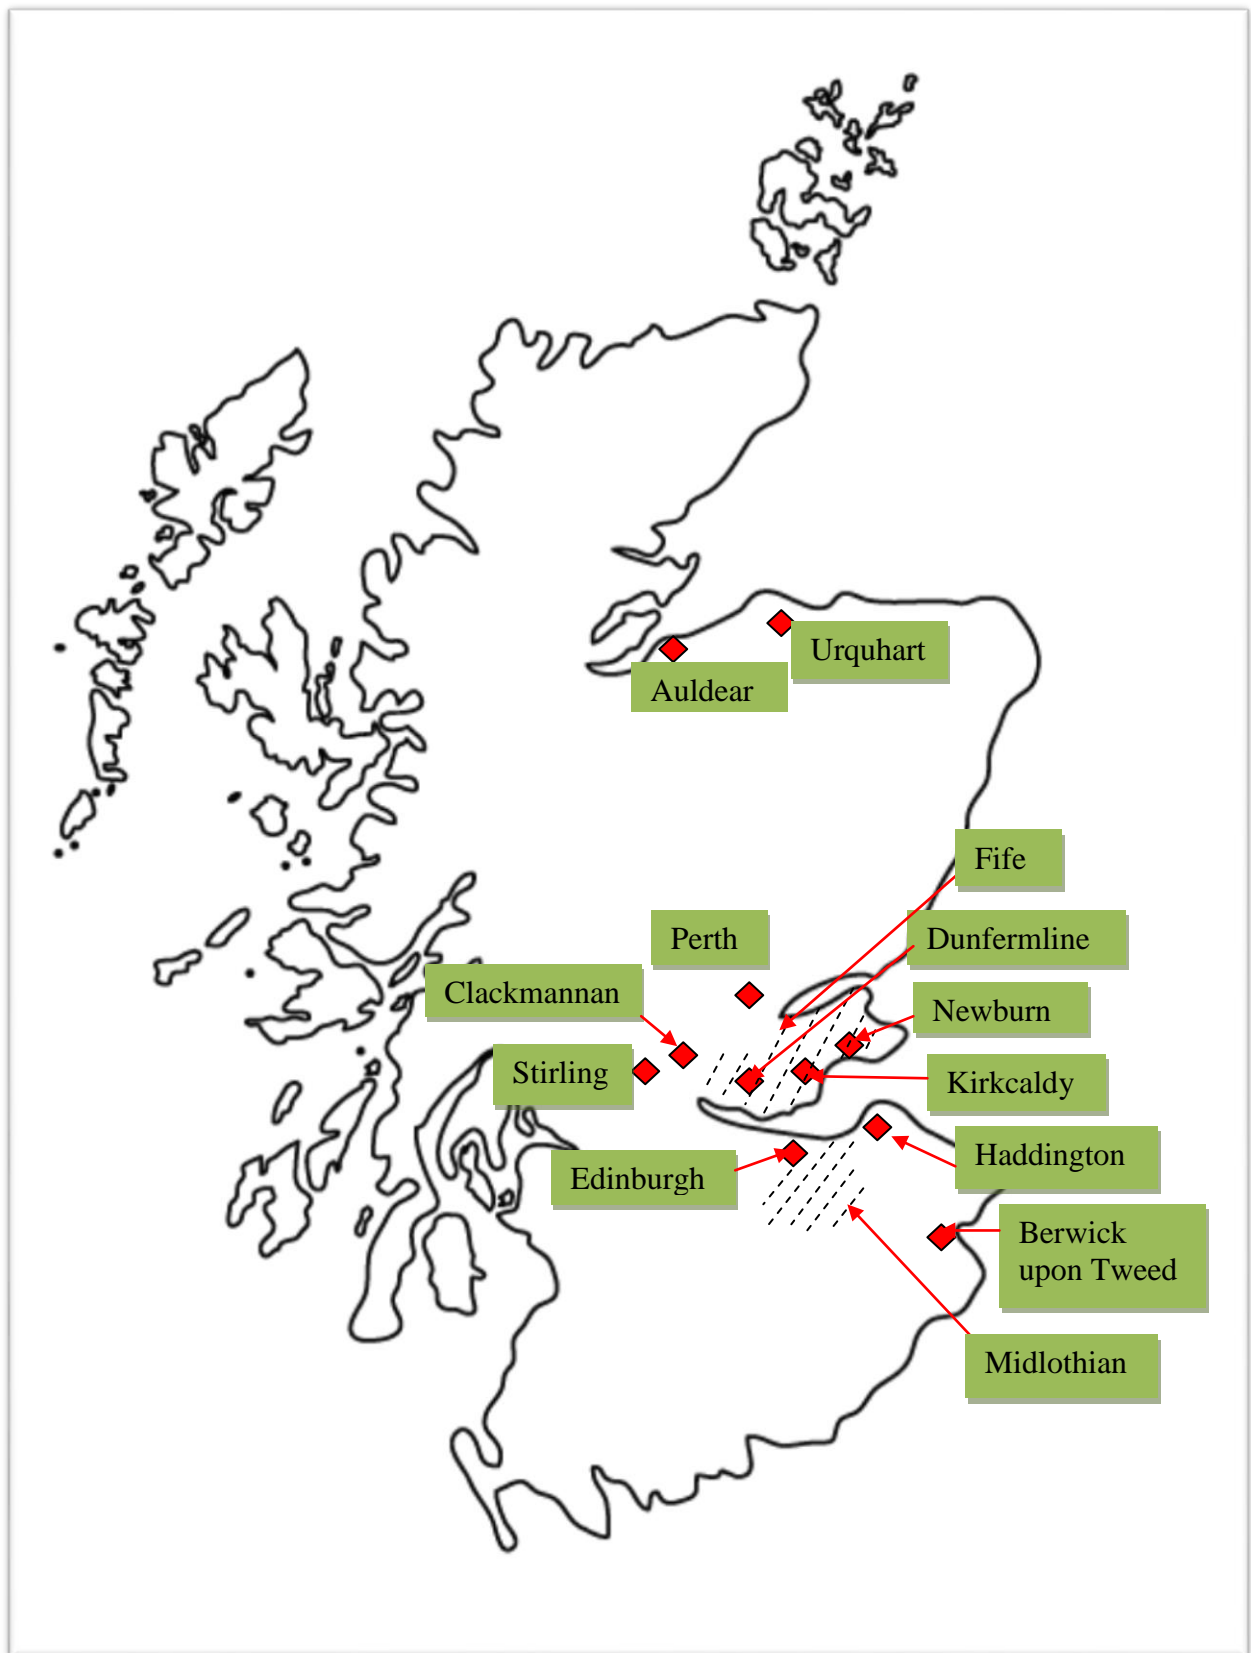 Urquhart
Auldear
Fife
Perth
Dunfermline
Clackmannan
Newburn
Stirling
Kirkcaldy
Haddington
Edinburgh
Berwick
upon Tweed
Midlothian